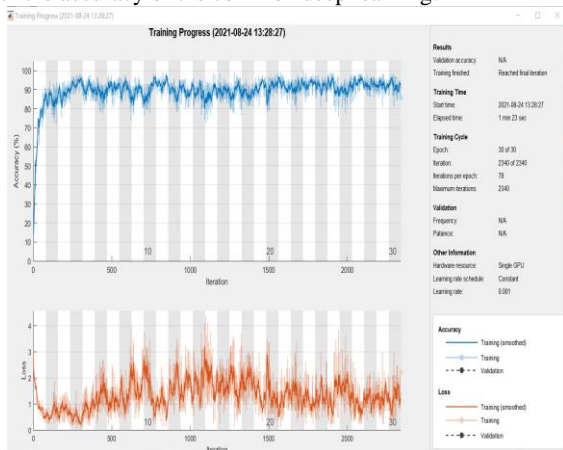 Training Progress (2021-08-24 13:28:27)
Training Progress (2021-08-24 13:28:27)
100
90
80
70
60
50
40
30
20
10
0
Accuracy (%)
10
20
30
0
500
1000
1500
2000
Iteration
4
3
2
1
0
Loss
10
20
30
0
500
1000
1500
2000
Iteration
Results
Validation accuracy: N/A
Training finished: Reached final iteration
Training Time
Start time: 2021-08-24 13:28:27
Elapsed time: 1 min 23 sec
Training Cycle
Epoch: 30 of 30
Iteration: 2340 of 2340
Iterations per epoch: 78
Maximum iterations: 2340
Validation
Frequency: N/A
Patience: N/A
Other Information
Hardware resource: Single GPU
Learning rate schedule: Constant
Learning rate: 0.001
Accuracy
Training (smoothed)
Training
Validation
Loss
Training (smoothed)
Training
Validation